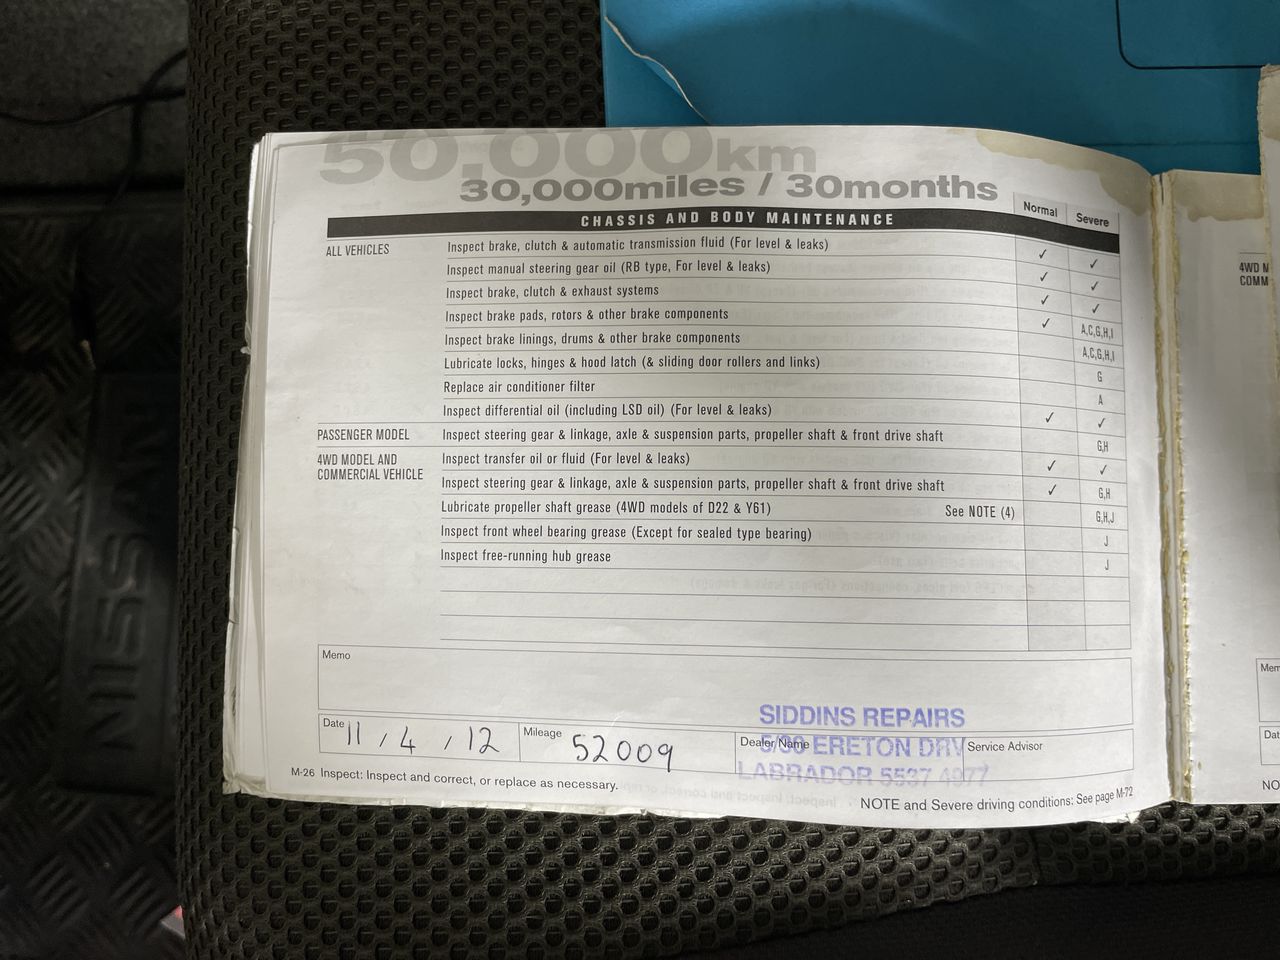 50,000km
30,000miles / 30months
Normal Severe
CHASSIS AND BODY MAINTENANCE
ALL VEHICLES Inspect brake, clutch & automatic transmission fluid (For level & leaks) ✓ ✓
Inspect manual steering gear oil (RB type, For level & leaks) ✓ ✓
Inspect brake, clutch & exhaust systems ✓ ✓
Inspect brake pads, rotors & other brake components ✓ A,C,G,H,I
Inspect brake linings, drums & other brake components A,C,G,H,I
Lubricate locks, hinges & hood latch (& sliding door rollers and links) G
Replace air conditioner filter A
Inspect differential oil (including LSD oil) (For level & leaks) ✓ ✓
PASSENGER MODEL Inspect steering gear & linkage, axle & suspension parts, propeller shaft & front drive shaft G,H
4WD MODEL AND COMMERCIAL VEHICLE Inspect transfer oil or fluid (For level & leaks) ✓ ✓
Inspect steering gear & linkage, axle & suspension parts, propeller shaft & front drive shaft ✓ G,H
Lubricate propeller shaft grease (4WD models of D22 & Y61) See NOTE (4) G,H,J
Inspect front wheel bearing grease (Except for sealed type bearing) J
Inspect free-running hub grease J
Memo
Date 11 / 4 / 12 Mileage 52009 Dealer Name Service Advisor
SIDDINS REPAIRS
ERETON DRV
LABRADOR 5537 4977
M-26 Inspect: Inspect and correct, or replace as necessary.
NOTE and Severe driving conditions: See page M-72
4WD M
COMM
Mem
Dat
NO
NISSAN